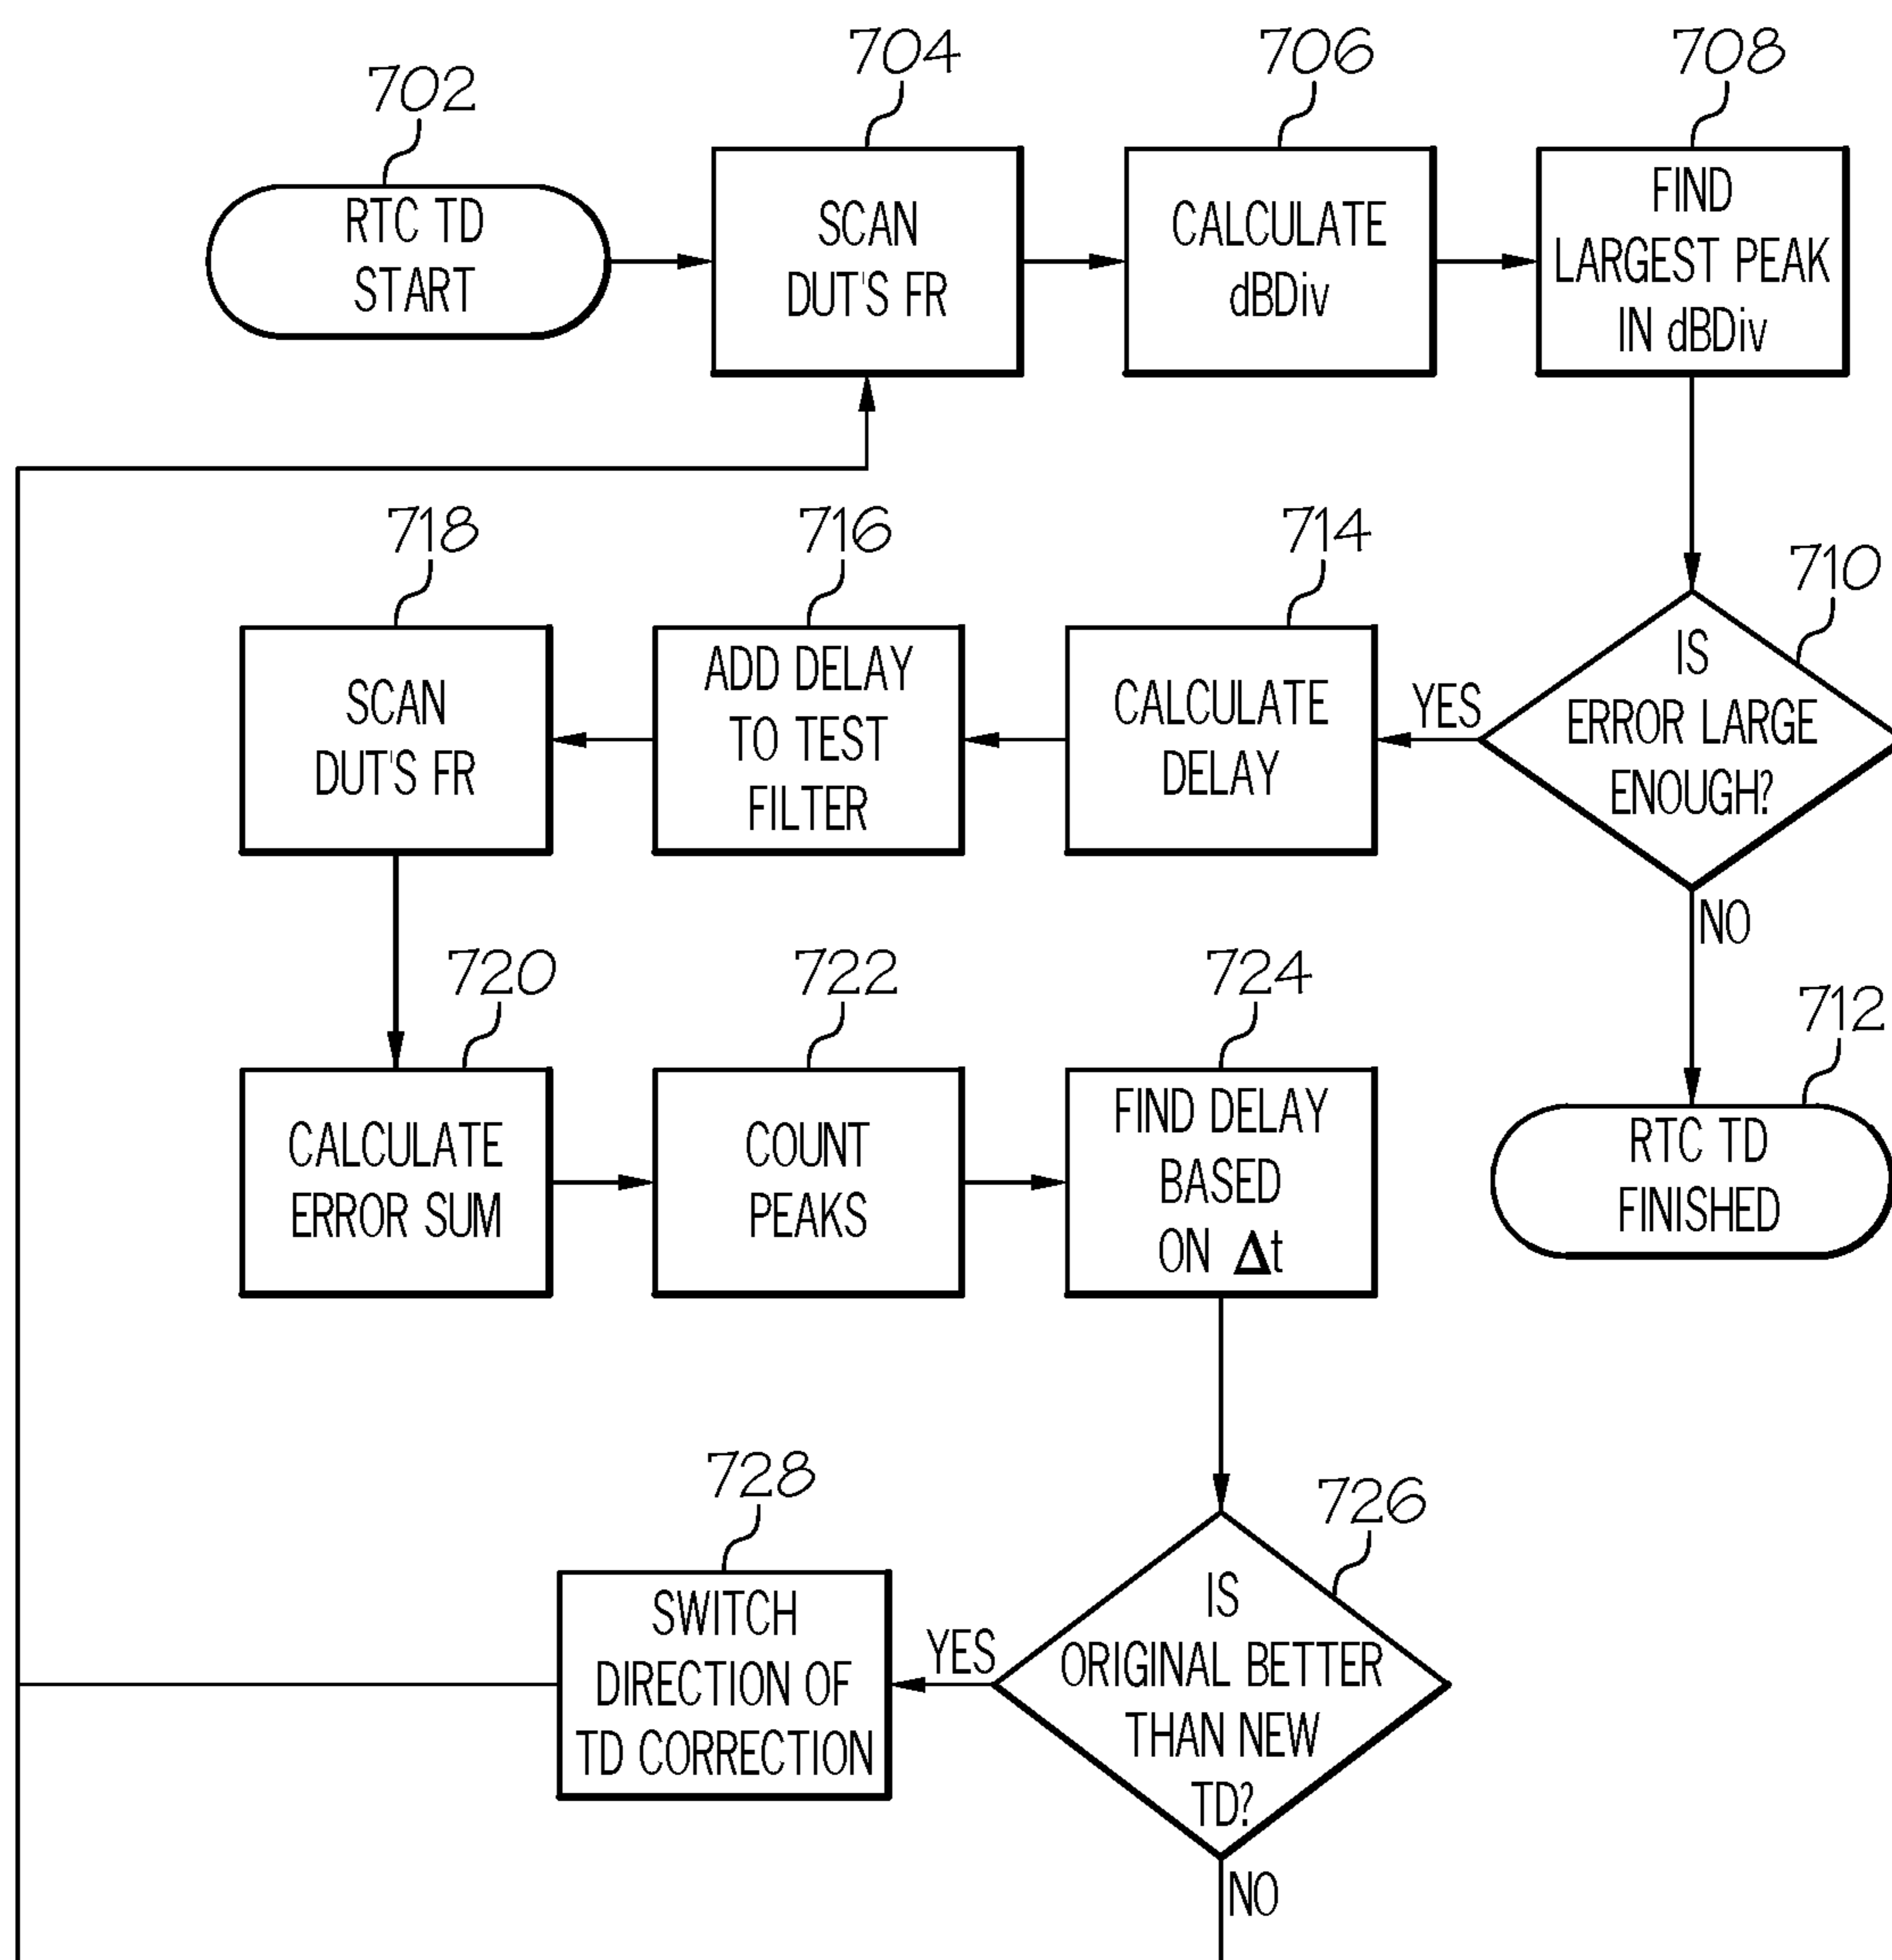 702
RTC TD
START
704
SCAN
DUT'S FR
706
CALCULATE
dBDiv
708
FIND
LARGEST PEAK
IN dBDiv
710
IS
ERROR LARGE
ENOUGH?
YES
NO
712
RTC TD
FINISHED
714
CALCULATE
DELAY
716
ADD DELAY
TO TEST
FILTER
718
SCAN
DUT'S FR
720
CALCULATE
ERROR SUM
722
COUNT
PEAKS
724
FIND DELAY
BASED
ON Δt
726
IS
ORIGINAL BETTER
THAN NEW
TD?
YES
NO
728
SWITCH
DIRECTION OF
TD CORRECTION